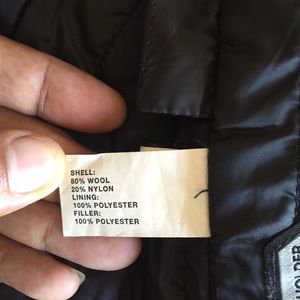 SHELL:
80% WOOL
20% NYLON
LINING:
100% POLYESTER
FILLER:
100% POLYESTER